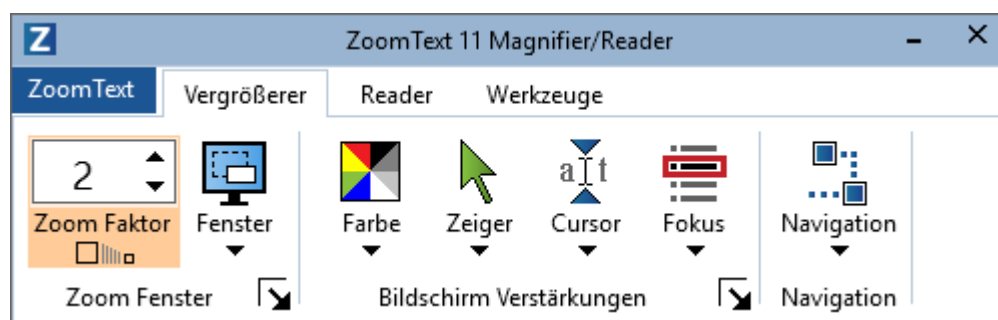 Z ZoomText 11 Magnifier/Reader
ZoomText Vergrößerer Reader Werkzeuge
2
Zoom Faktor Fenster Farbe Zeiger a t Cursor Fokus Navigation
Zoom Fenster Bildschirm Verstärkungen Navigation